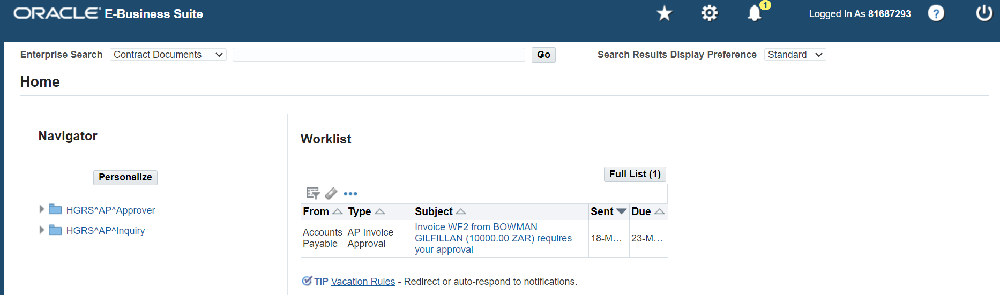 ORACLE E-Business Suite
1
Logged In As 81687293
?
Enterprise Search Contract Documents Go Search Results Display Preference Standard
Home
Navigator
Personalize
HGRS^AP^Approver
HGRS^AP^Inquiry
Worklist
Full List (1)
From Type Subject Sent Due
Accounts Payable
AP Invoice Approval
Invoice WF2 from BOWMAN
GILFILLAN (10000.00 ZAR) requires
your approval
18-M...
23-M...
TIP Vacation Rules - Redirect or auto-respond to notifications.